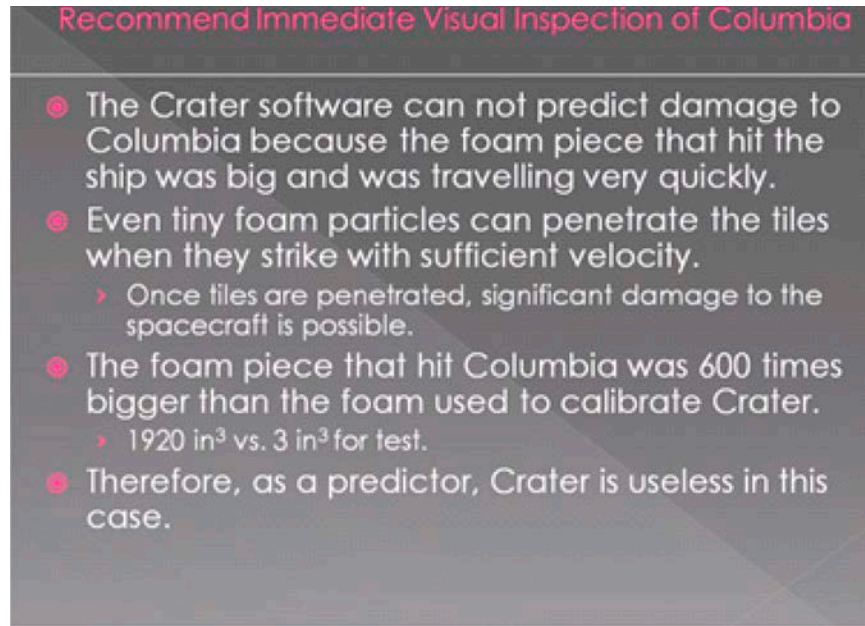 Recommend Immediate Visual Inspection of Columbia
The Crater software can not predict damage to
Columbia because the foam piece that hit the
ship was big and was travelling very quickly.
Even tiny foam particles can penetrate the tiles
when they strike with sufficient velocity.
Once tiles are penetrated, significant damage to the
spacecraft is possible.
The foam piece that hit Columbia was 600 times
bigger than the foam used to calibrate Crater.
1920 in³ vs. 3 in³ for test.
Therefore, as a predictor, Crater is useless in this
case.